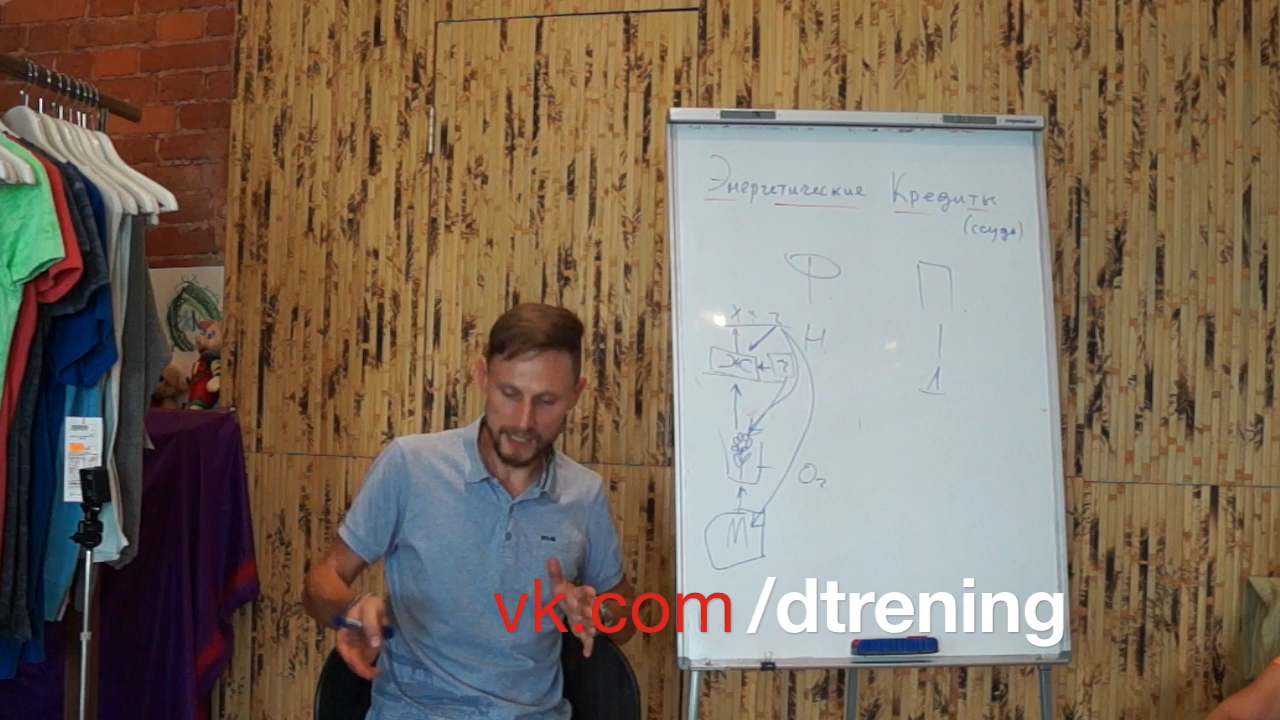 Энергетические Кредиты
(ссуда)
Ф П
Н
1
Ж
О₂
М
vk.com/dtrening